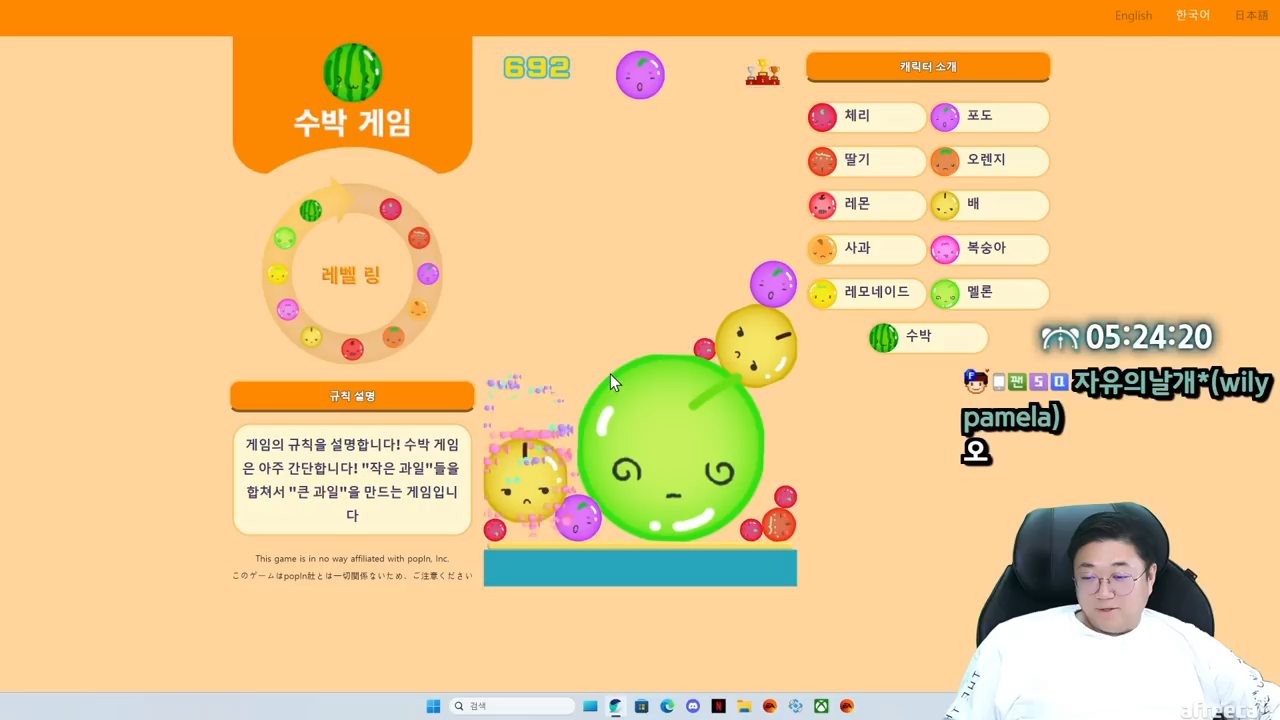 English 한국어 日本語
수박 게임
692
캐릭터 소개
체리 포도
딸기 오렌지
레몬 배
사과 복숭아
레모네이드 멜론
수박
레벨 링
05:24:20
팬 5 Q 자유의날개*(wily
pamela)
오
규칙 설명
게임의 규칙을 설명합니다! 수박 게임
은 아주 간단합니다! "작은 과일"들을
합쳐서 "큰 과일"을 만드는 게임입니
다
This game is in no way affiliated with popIn, Inc.
このゲームはpopIn社とは一切関係ないため、ご注意ください
검색
afreeca